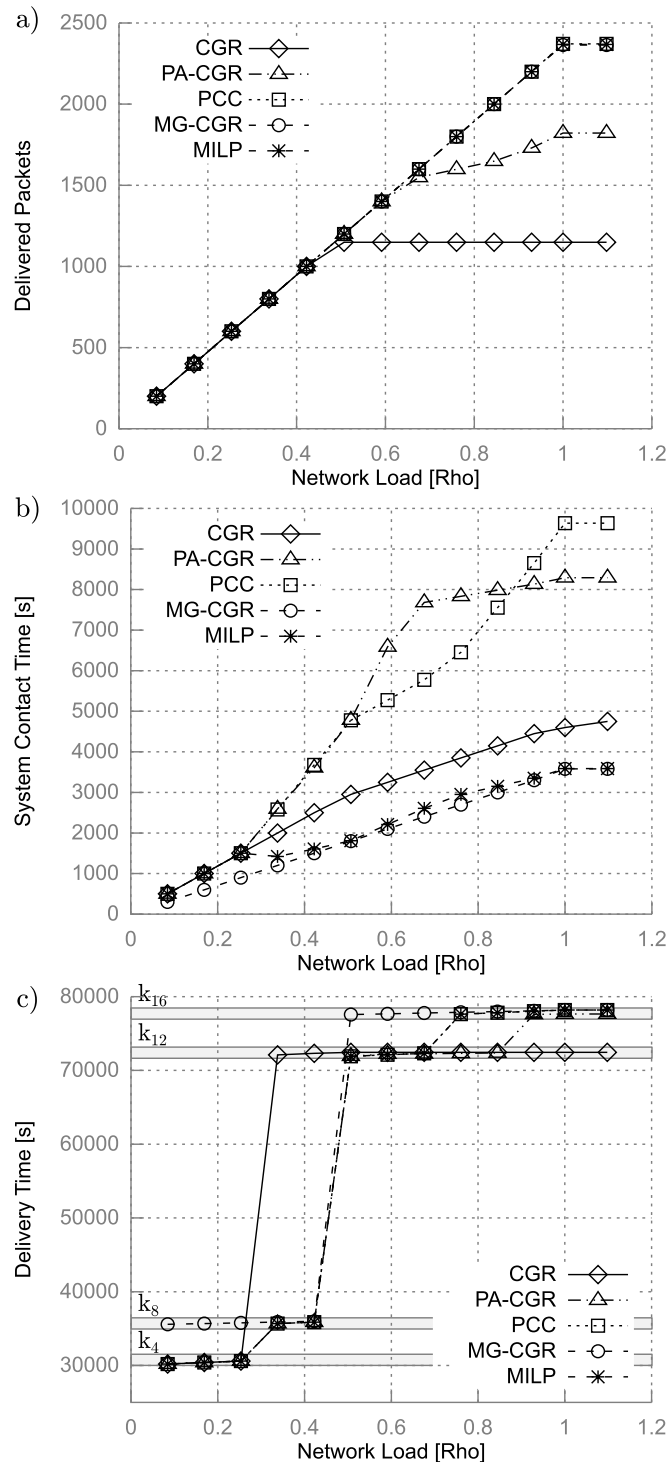 a)
2500
2000
1500
1000
500
0
Delivered Packets
CGR
PA-CGR
PCC
MG-CGR
MILP
0 0.2 0.4 0.6 0.8 1 1.2
Network Load [Rho]
b)
10000
9000
8000
7000
6000
5000
4000
3000
2000
1000
0
System Contact Time [s]
CGR
PA-CGR
PCC
MG-CGR
MILP
0 0.2 0.4 0.6 0.8 1 1.2
Network Load [Rho]
c)
80000
70000
60000
50000
40000
30000
Delivery Time [s]
k16
k12
k8
k4
CGR
PA-CGR
PCC
MG-CGR
MILP
0 0.2 0.4 0.6 0.8 1 1.2
Network Load [Rho]